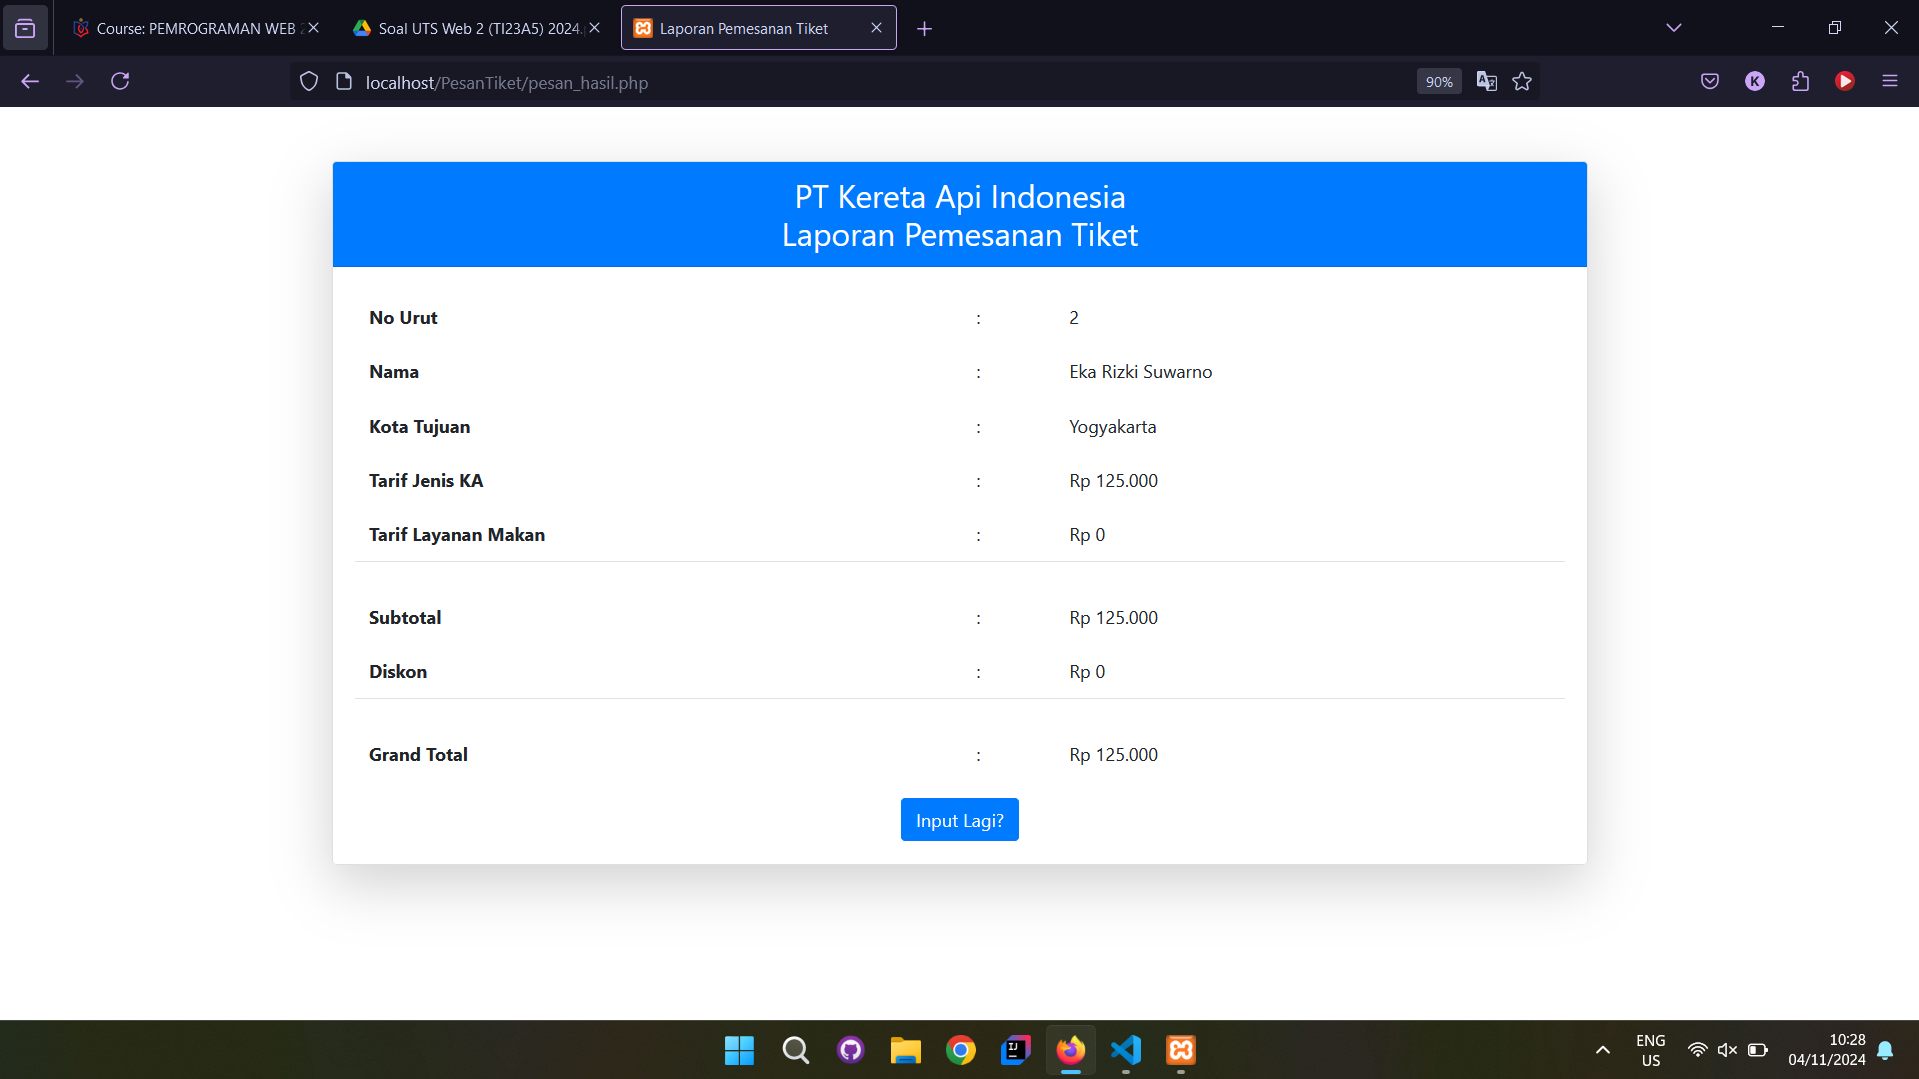 Course: PEMROGRAMAN WEB 2
Soal UTS Web 2 (TI23A5) 2024.
Laporan Pemesanan Tiket
localhost/PesanTiket/pesan_hasil.php
90%
K
PT Kereta Api Indonesia
Laporan Pemesanan Tiket
No Urut : 2
Nama : Eka Rizki Suwarno
Kota Tujuan : Yogyakarta
Tarif Jenis KA : Rp 125.000
Tarif Layanan Makan : Rp 0
Subtotal : Rp 125.000
Diskon : Rp 0
Grand Total : Rp 125.000
Input Lagi?
IJ
ENG
US
10:28
04/11/2024